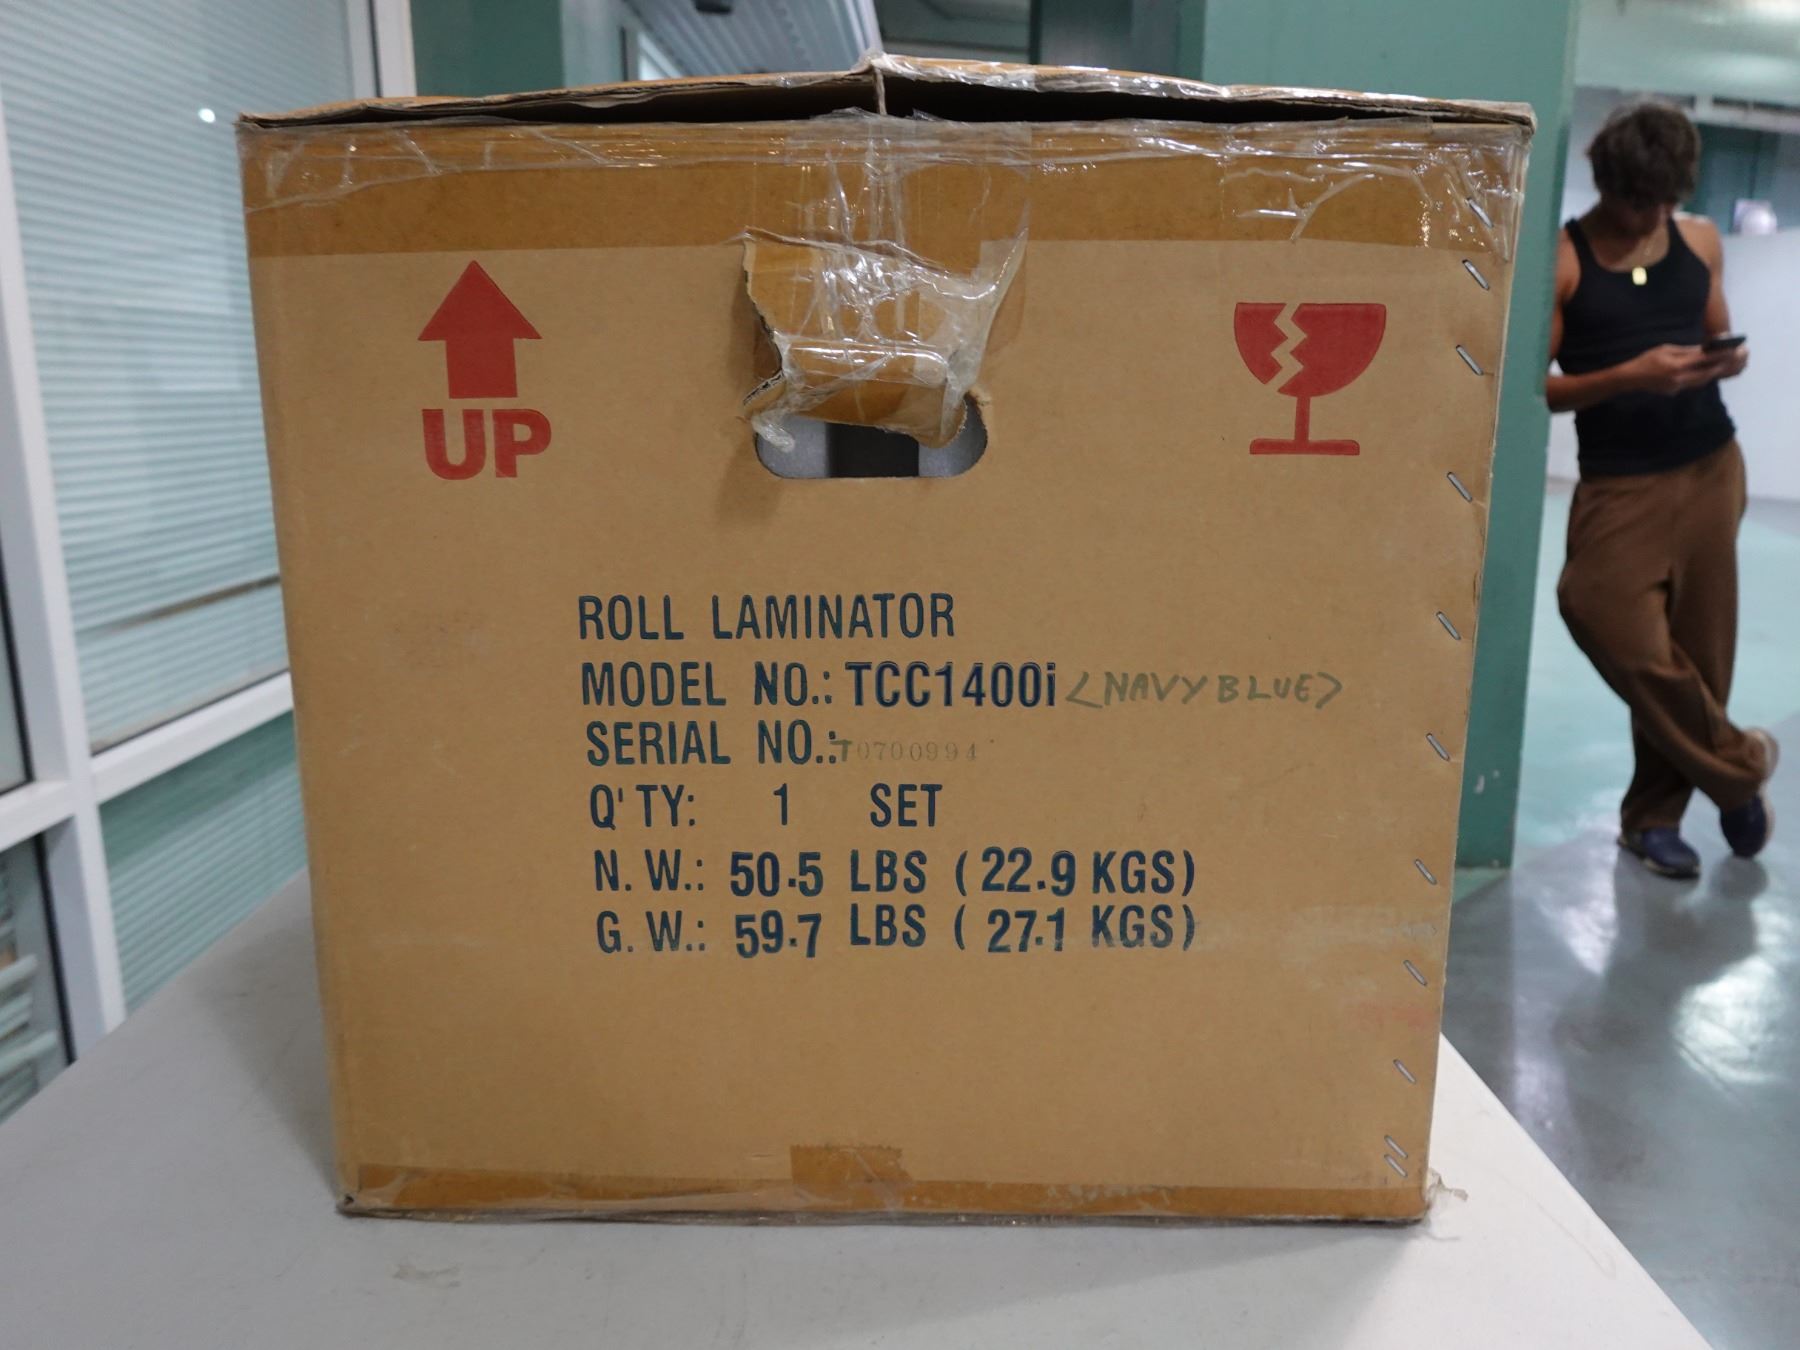 UP
ROLL LAMINATOR
MODEL NO.: TCC1400i <NAVY BLUE>
SERIAL NO.: T0700994
Q'TY: 1 SET
N. W.: 50.5 LBS (22.9 KGS)
G. W.: 59.7 LBS ( 27.1 KGS)